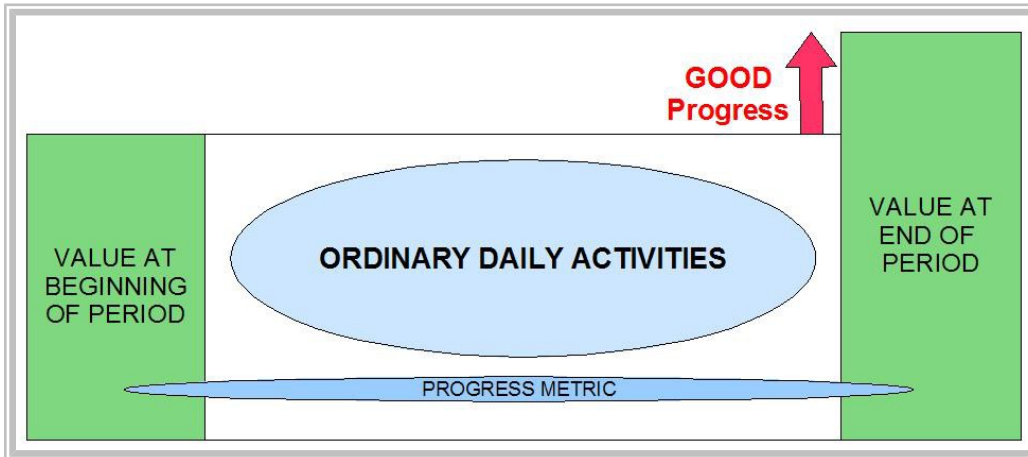 GOOD
Progress
VALUE AT
BEGINNING
OF PERIOD
ORDINARY DAILY ACTIVITIES
VALUE AT
END OF
PERIOD
PROGRESS METRIC